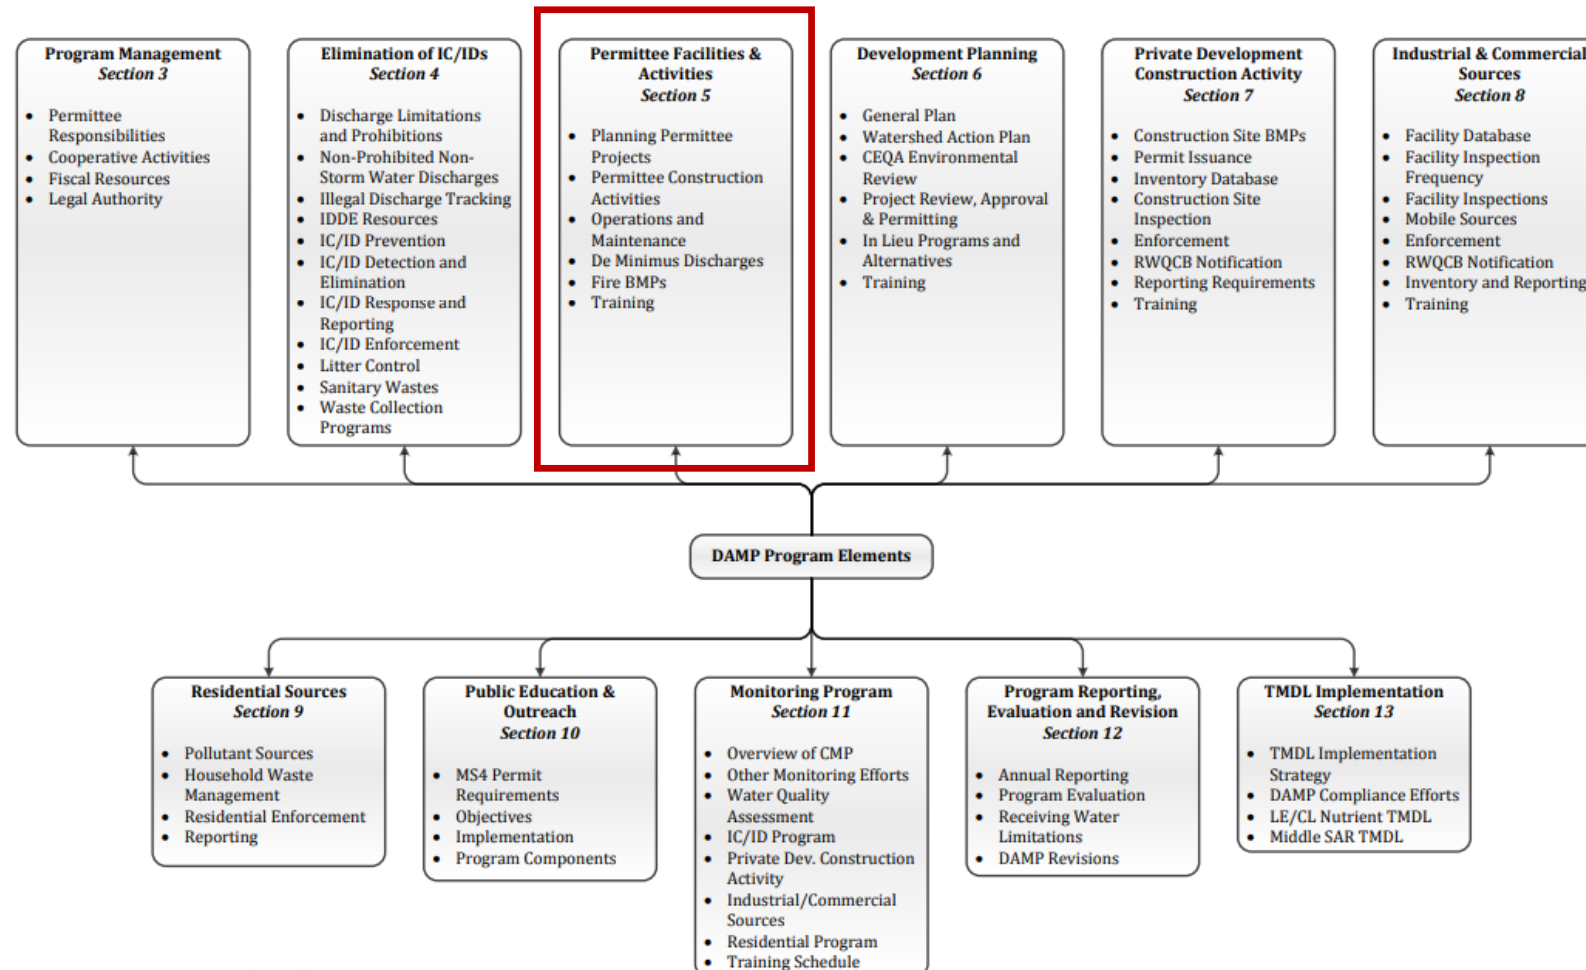 Program Management
Section 3
• Permittee
Responsibilities
• Cooperative Activities
• Fiscal Resources
• Legal Authority
Elimination of IC/IDs
Section 4
• Discharge Limitations
and Prohibitions
• Non-Prohibited Non-
Storm Water Discharges
• Illegal Discharge Tracking
• IDDE Resources
• IC/ID Prevention
• IC/ID Detection and
Elimination
• IC/ID Response and
Reporting
• IC/ID Enforcement
• Litter Control
• Sanitary Wastes
• Waste Collection
Programs
Permittee Facilities &
Activities
Section 5
• Planning Permittee
Projects
• Permittee Construction
Activities
• Operations and
Maintenance
• De Minimus Discharges
• Fire BMPs
• Training
Development Planning
Section 6
• General Plan
• Watershed Action Plan
• CEQA Environmental
Review
• Project Review, Approval
& Permitting
• In Lieu Programs and
Alternatives
• Training
Private Development
Construction Activity
Section 7
• Construction Site BMPs
• Permit Issuance
• Inventory Database
• Construction Site
Inspection
• Enforcement
• RWQCB Notification
• Reporting Requirements
• Training
Industrial & Commercial
Sources
Section 8
• Facility Database
• Facility Inspection
Frequency
• Facility Inspections
• Mobile Sources
• Enforcement
• RWQCB Notification
• Inventory and Reporting
• Training
DAMP Program Elements
Residential Sources
Section 9
• Pollutant Sources
• Household Waste
Management
• Residential Enforcement
• Reporting
Public Education &
Outreach
Section 10
• MS4 Permit
Requirements
• Objectives
• Implementation
• Program Components
Monitoring Program
Section 11
• Overview of CMP
• Other Monitoring Efforts
• Water Quality
Assessment
• IC/ID Program
• Private Dev. Construction
Activity
• Industrial/Commercial
Sources
• Residential Program
• Training Schedule
Program Reporting,
Evaluation and Revision
Section 12
• Annual Reporting
• Program Evaluation
• Receiving Water
Limitations
• DAMP Revisions
TMDL Implementation
Section 13
• TMDL Implementation
Strategy
• DAMP Compliance Efforts
• LE/CL Nutrient TMDL
• Middle SAR TMDL